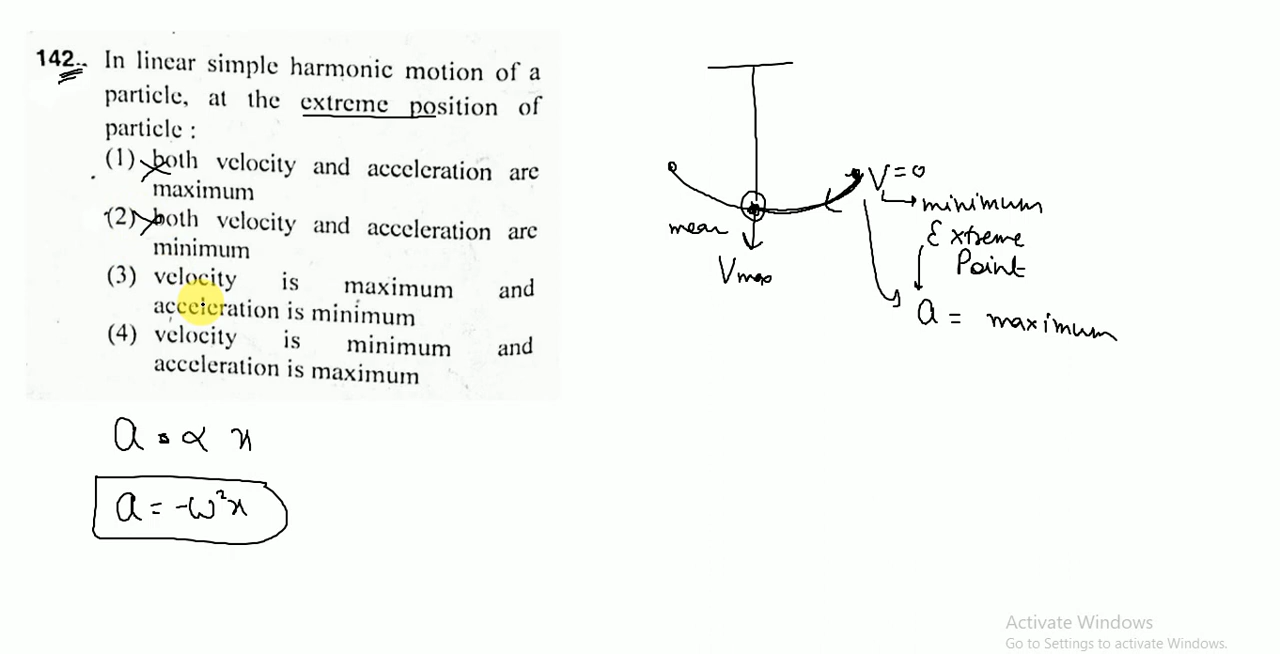 142.. In linear simple harmonic motion of a
particle, at the extreme position of
particle :
(1) both velocity and acceleration are
maximum
(2) both velocity and acceleration are
minimum
(3) velocity is maximum and
acceleration is minimum
(4) velocity is minimum and
acceleration is maximum
a ∝ x
a = -ω²x
mean
Vmax
V = 0
minimum
Extreme
Point
a = maximum
Activate Windows
Go to Settings to activate Windows.